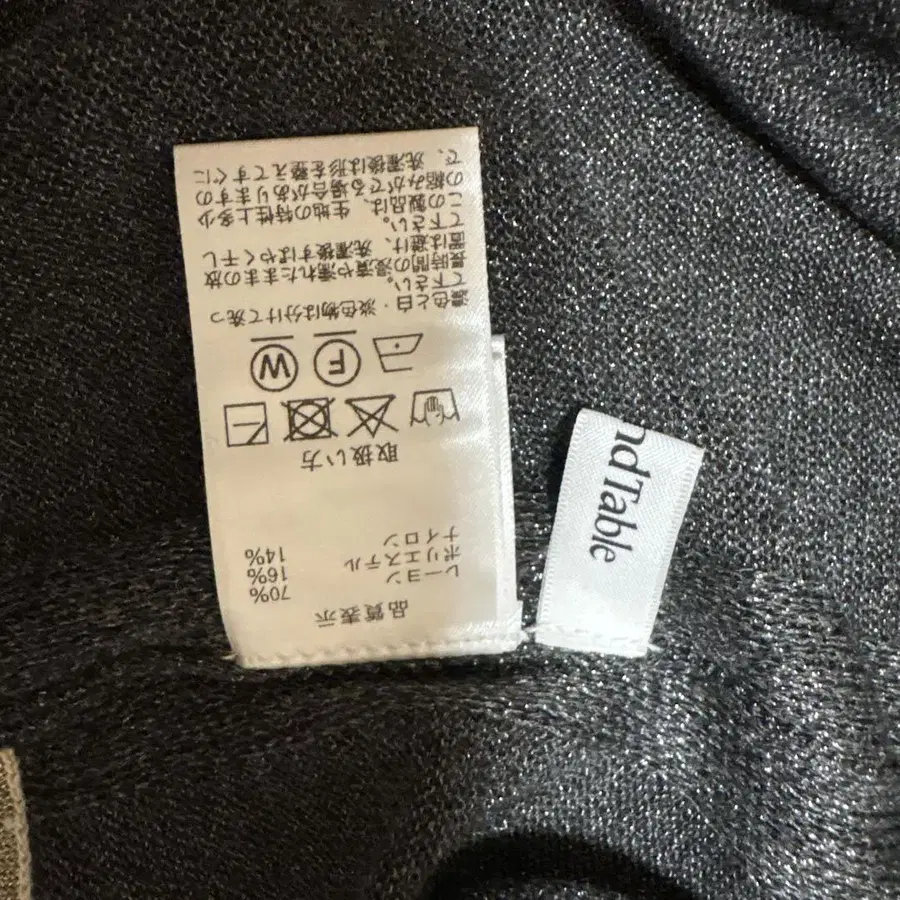 品質表示
レーヨン 70%
ポリエステル 16%
ナイロン 14%
取扱い方
F W
濃色と白・淡色物は分けて洗っ
て下さい。
長時間の浸漬や濡れたままの放
置は避け、洗濯後すばやく干し
て下さい。
この製品は、生地の特性上多少
の縮みがでる場合がありますの
で、洗濯後は形を整えてすぐに
ndTable